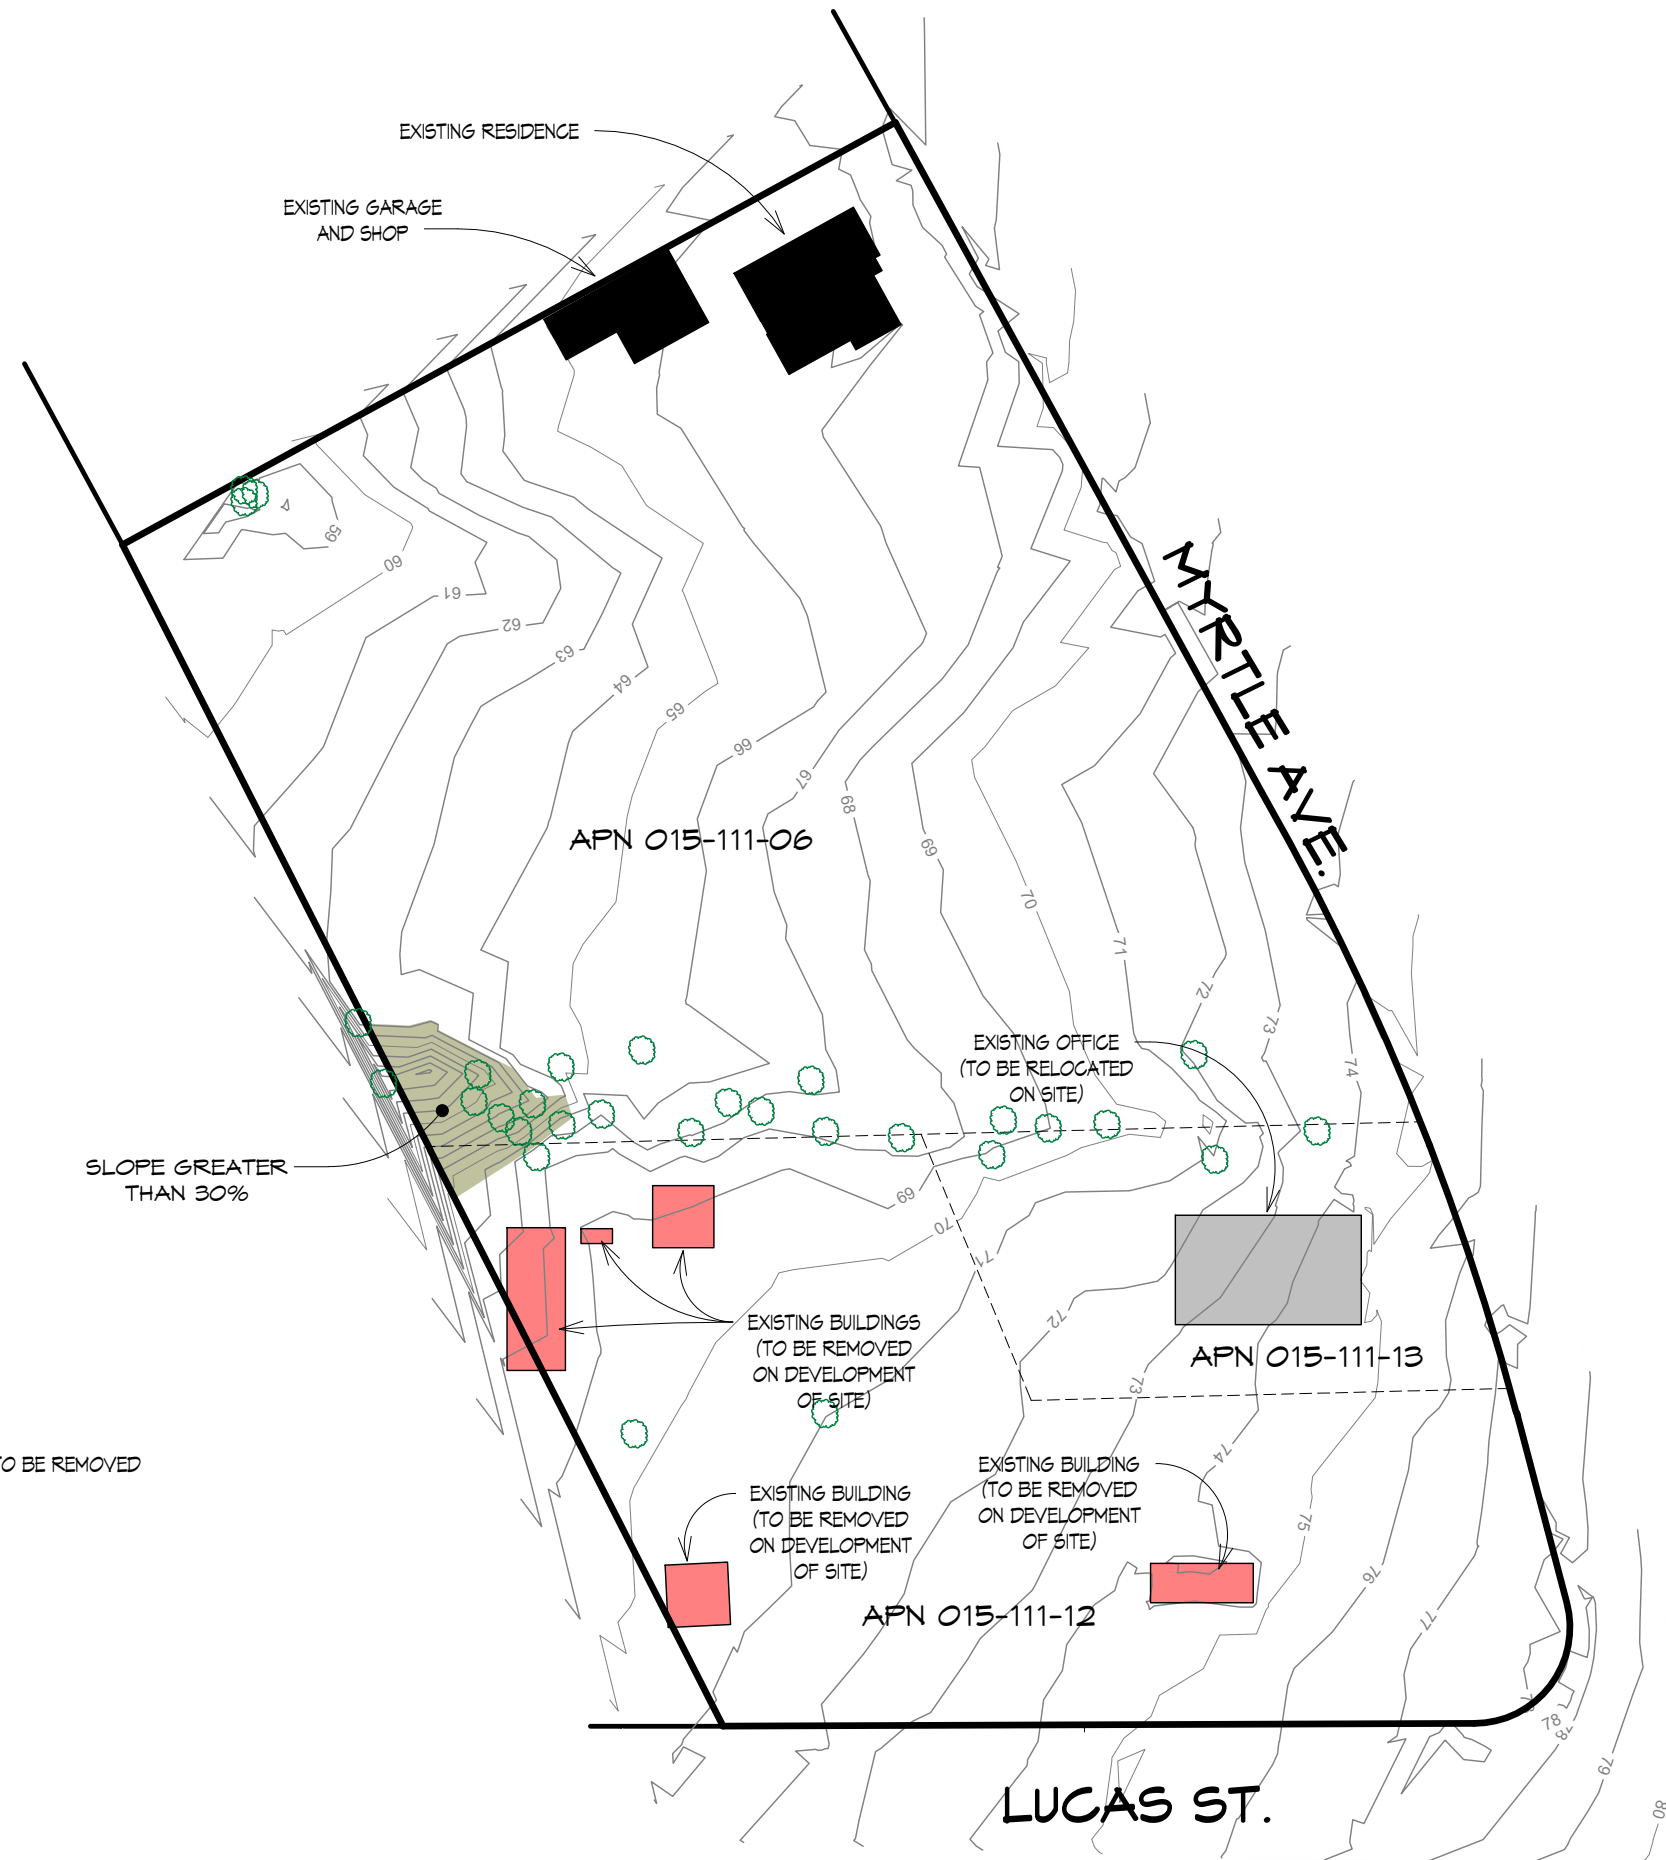 EXISTING RESIDENCE
EXISTING GARAGE
AND SHOP
MYRTLE AVE.
59
60
61
62
63
64
65
66
67
68
69
70
71
72
73
74
APN 015-111-06
EXISTING OFFICE
(TO BE RELOCATED
ON SITE)
SLOPE GREATER
THAN 30%
69
70
71
72
73
74
75
76
77
EXISTING BUILDINGS
(TO BE REMOVED
ON DEVELOPMENT
OF SITE)
APN 015-111-13
TO BE REMOVED
EXISTING BUILDING
(TO BE REMOVED
ON DEVELOPMENT
OF SITE)
EXISTING BUILDING
(TO BE REMOVED
ON DEVELOPMENT
OF SITE)
APN 015-111-12
78
78
79
80
LUCAS ST.